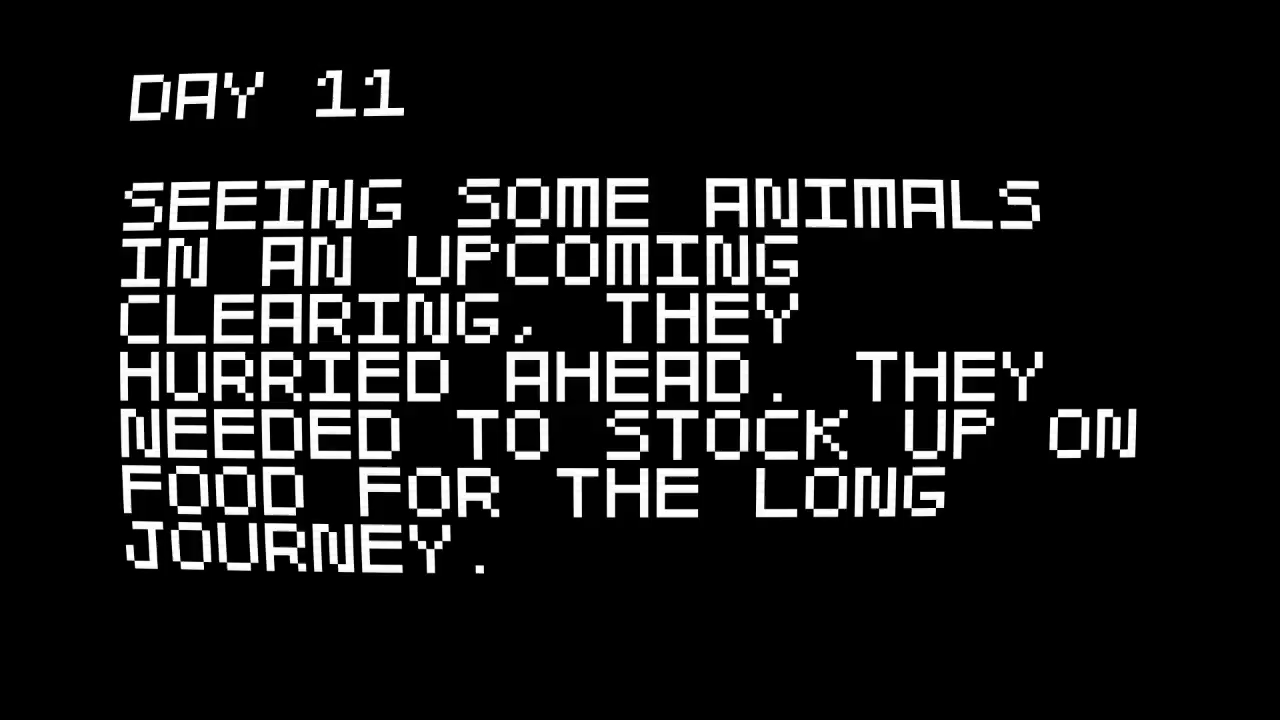 DAY 11
SEEING SOME ANIMALS
IN AN UPCOMING
CLEARING, THEY
HURRIED AHEAD. THEY
NEEDED TO STOCK UP ON
FOOD FOR THE LONG
JOURNEY.